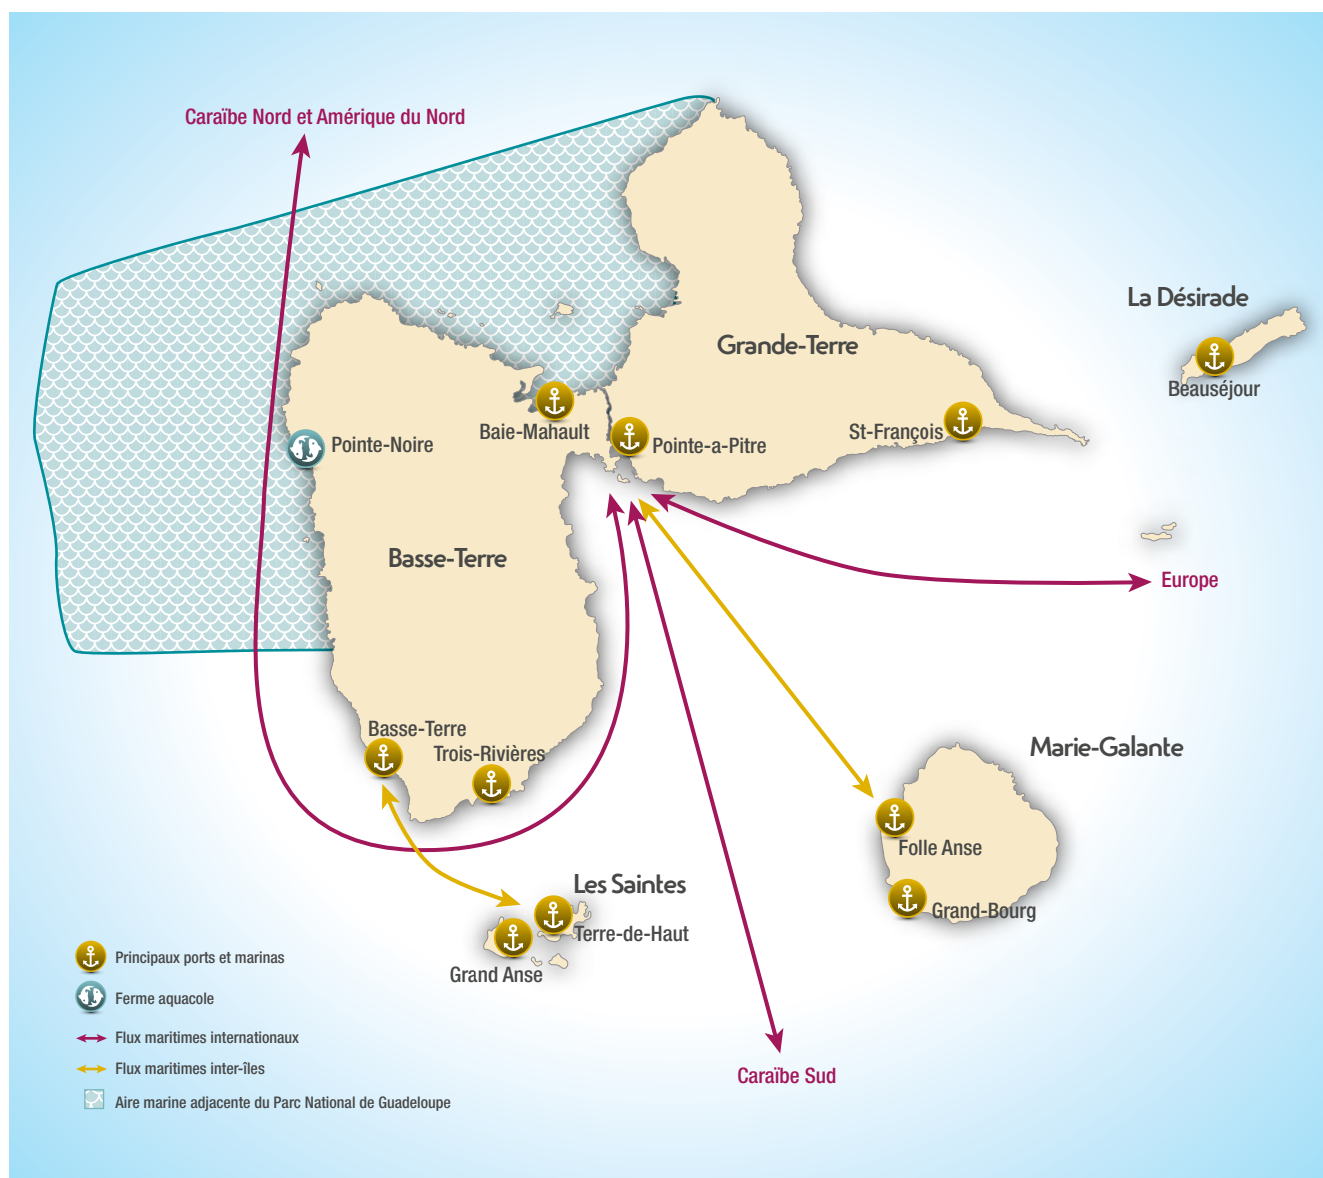 Caraïbe Nord et Amérique du Nord
La Désirade
Grande-Terre
Beauséjour
St-François
Baie-Mahault
Pointe-a-Pitre
Pointe-Noire
Basse-Terre
Europe
Basse-Terre
Trois-Rivières
Marie-Galante
Folle Anse
Les Saintes
Grand-Bourg
Terre-de-Haut
Grand Anse
Principaux ports et marinas
Ferme aquacole
Flux maritimes internationaux
Flux maritimes inter-îles
Caraïbe Sud
Aire marine adjacente du Parc National de Guadeloupe